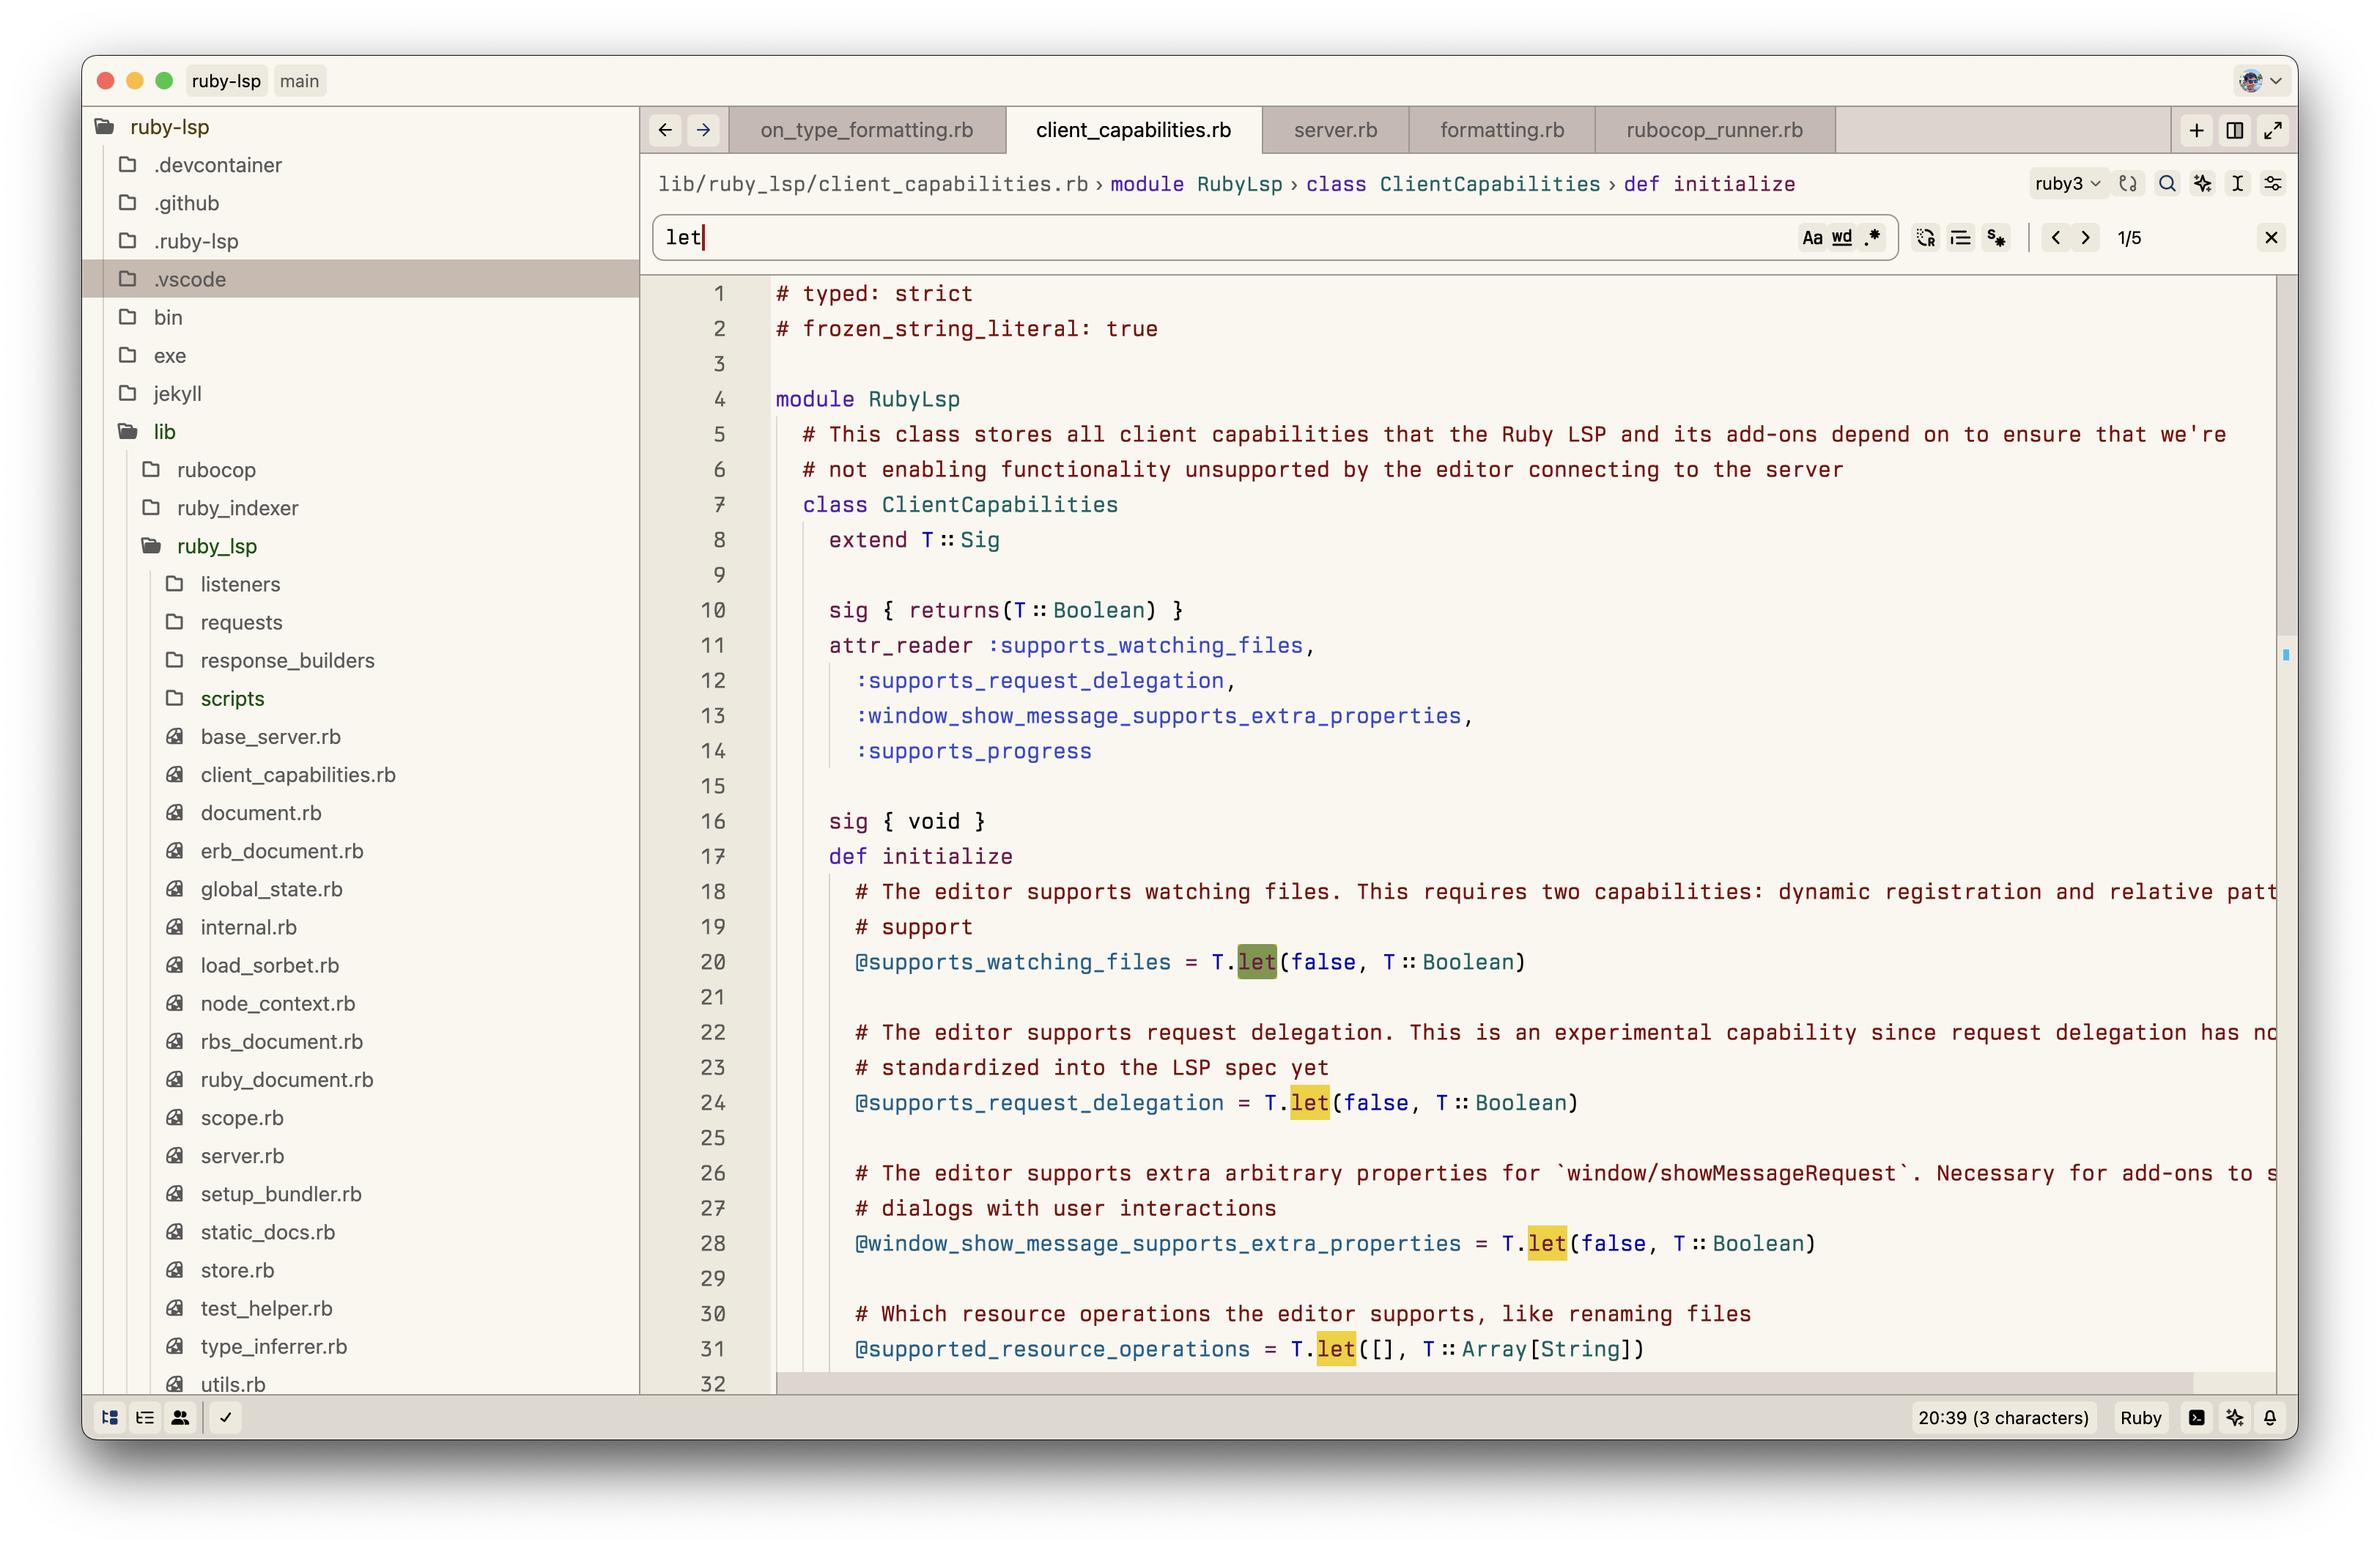 ruby-lsp main
ruby-lsp
.devcontainer
.github
.ruby-lsp
.vscode
bin
exe
jekyll
lib
rubocop
ruby_indexer
ruby_lsp
listeners
requests
response_builders
scripts
base_server.rb
client_capabilities.rb
document.rb
erb_document.rb
global_state.rb
internal.rb
load_sorbet.rb
node_context.rb
rbs_document.rb
ruby_document.rb
scope.rb
server.rb
setup_bundler.rb
static_docs.rb
store.rb
test_helper.rb
type_inferrer.rb
utils.rb
on_type_formatting.rb client_capabilities.rb server.rb formatting.rb rubocop_runner.rb
lib/ruby_lsp/client_capabilities.rb › module RubyLsp › class ClientCapabilities › def initialize ruby3
let Aa wd .* 1/5
1 # typed: strict
2 # frozen_string_literal: true
3
4 module RubyLsp
5 # This class stores all client capabilities that the Ruby LSP and its add-ons depend on to ensure that we're
6 # not enabling functionality unsupported by the editor connecting to the server
7 class ClientCapabilities
8 extend T::Sig
9
10 sig { returns(T::Boolean) }
11 attr_reader :supports_watching_files,
12 :supports_request_delegation,
13 :window_show_message_supports_extra_properties,
14 :supports_progress
15
16 sig { void }
17 def initialize
18 # The editor supports watching files. This requires two capabilities: dynamic registration and relative patt
19 # support
20 @supports_watching_files = T.let(false, T::Boolean)
21
22 # The editor supports request delegation. This is an experimental capability since request delegation has no
23 # standardized into the LSP spec yet
24 @supports_request_delegation = T.let(false, T::Boolean)
25
26 # The editor supports extra arbitrary properties for `window/showMessageRequest`. Necessary for add-ons to s
27 # dialogs with user interactions
28 @window_show_message_supports_extra_properties = T.let(false, T::Boolean)
29
30 # Which resource operations the editor supports, like renaming files
31 @supported_resource_operations = T.let([], T::Array[String])
32
20:39 (3 characters) Ruby